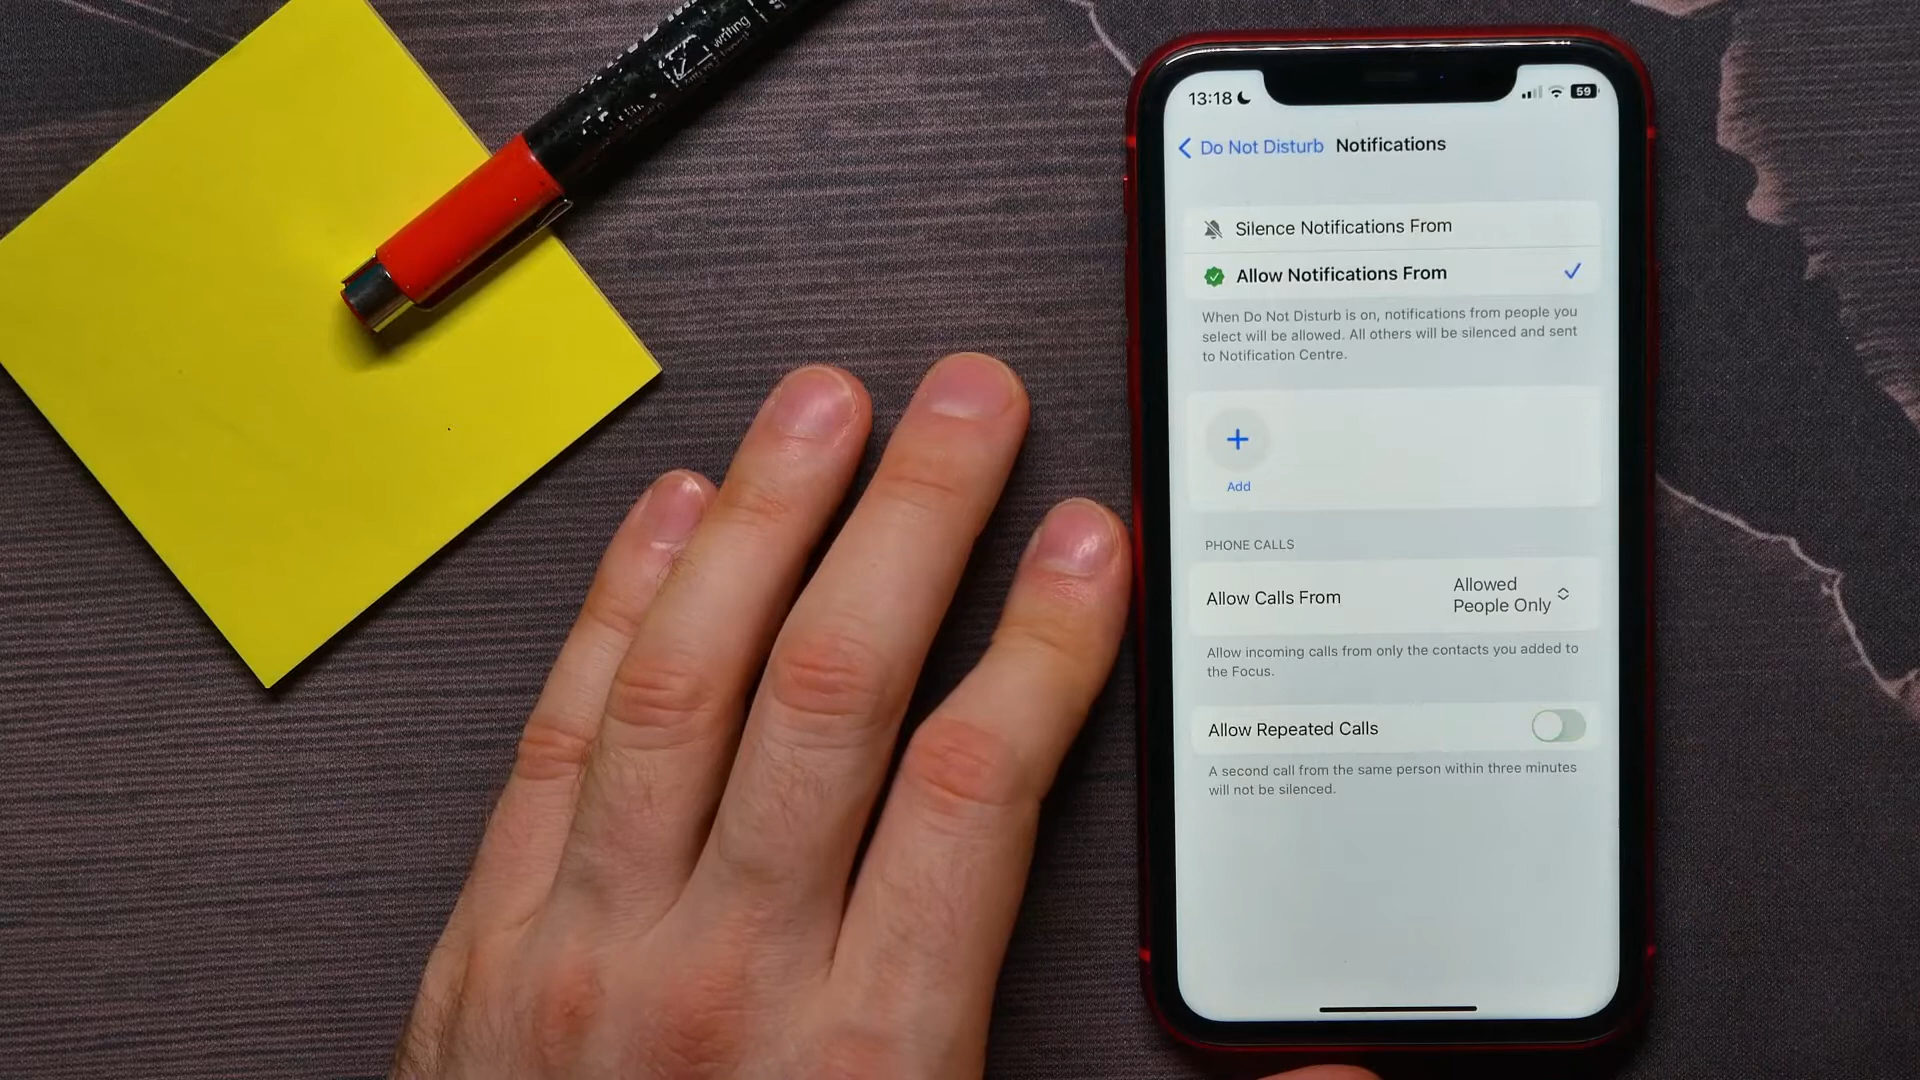 writing
13:18
59
Do Not Disturb Notifications
Silence Notifications From
Allow Notifications From
When Do Not Disturb is on, notifications from people you
select will be allowed. All others will be silenced and sent
to Notification Centre.
Add
PHONE CALLS
Allow Calls From
Allowed
People Only
Allow incoming calls from only the contacts you added to
the Focus.
Allow Repeated Calls
A second call from the same person within three minutes
will not be silenced.